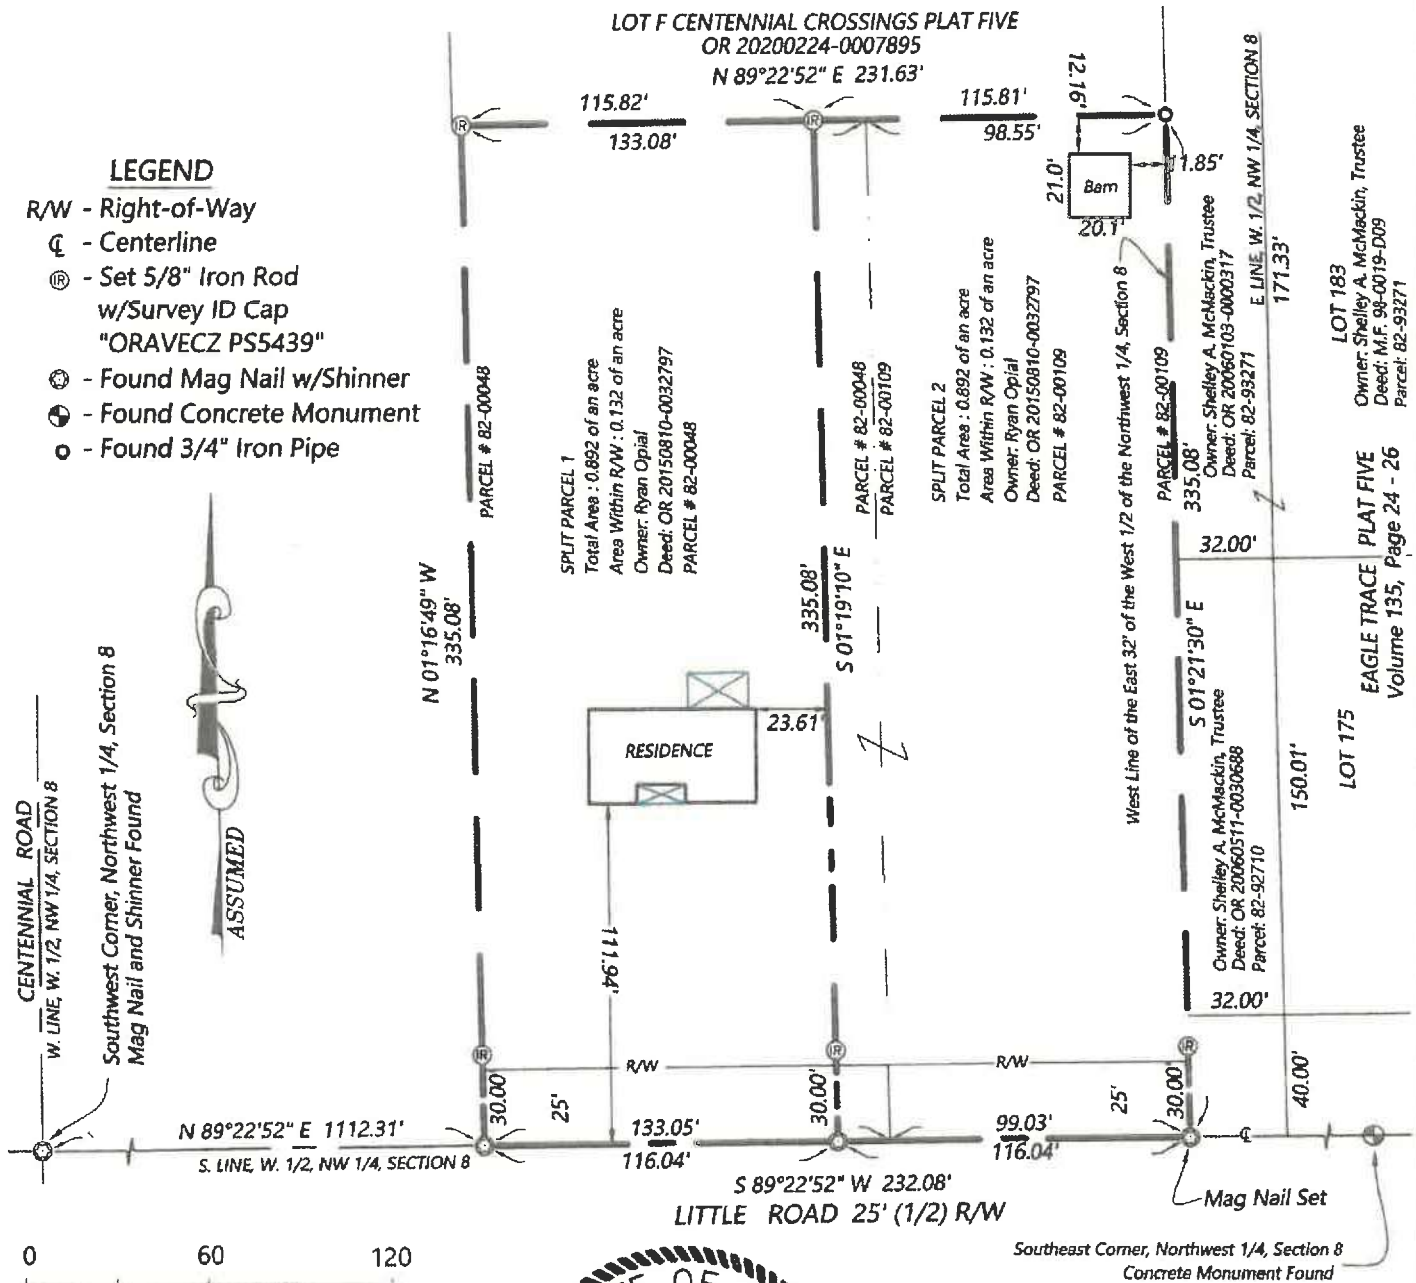 LOT F CENTENNIAL CROSSINGS PLAT FIVE
OR 20200224-0007895
N 89°22'52" E 231.63'
115.82'
133.08'
115.81'
98.55'
12.16'
11.85'
21.0'
Barn
20.1'
IR
IR
LEGEND
R/W - Right-of-Way
℄ - Centerline
IR - Set 5/8" Iron Rod
w/Survey ID Cap
"ORAVECZ PS5439"
- Found Mag Nail w/Shinner
- Found Concrete Monument
- Found 3/4" Iron Pipe
PARCEL # 82-00048
N 01°16'49" W
335.08'
SPLIT PARCEL 1
Total Area : 0.892 of an acre
Area Within R/W : 0.132 of an acre
Owner: Ryan Opial
Deed: OR 20150810-0032797
PARCEL # 82-00048
335.08'
S 01°19'10" E
PARCEL # 82-00048
PARCEL # 82-00109
SPLIT PARCEL 2
Total Area : 0.892 of an acre
Area Within R/W : 0.132 of an acre
Owner: Ryan Opial
Deed: OR 20150810-0032797
PARCEL # 82-00109
West Line of the East 32' of the West 1/2 of the Northwest 1/4, Section 8
PARCEL # 82-00109
335.08'
S 01°21'30" E
Owner: Shelley A. McMackin, Trustee
Deed: OR 20060103-0000317
Parcel: 82-93271
E LINE, W. 1/2, NW 1/4, SECTION 8
171.33'
LOT 183
Owner: Shelley A. McMackin, Trustee
Deed: M.F. 98-0019-D09
Parcel: 82-93271
32.00'
EAGLE TRACE PLAT FIVE
Volume 135, Page 24 - 26
LOT 175
150.01'
Owner: Shelley A. McMackin, Trustee
Deed: OR 20060511-0030688
Parcel: 82-92710
32.00'
40.00'
RESIDENCE
23.61'
111.94'
ASSUMED
CENTENNIAL ROAD
W. LINE, W. 1/2, NW 1/4, SECTION 8
Southwest Corner, Northwest 1/4, Section 8
Mag Nail and Shinner Found
IR
IR
IR
R/W
R/W
30.00'
25'
30.00'
25'
30.00'
N 89°22'52" E 1112.31'
S. LINE, W. 1/2, NW 1/4, SECTION 8
133.05'
116.04'
99.03'
116.04'
℄
S 89°22'52" W 232.08'
LITTLE ROAD 25' (1/2) R/W
Mag Nail Set
Southeast Corner, Northwest 1/4, Section 8
Concrete Monument Found
0 60 120
OF